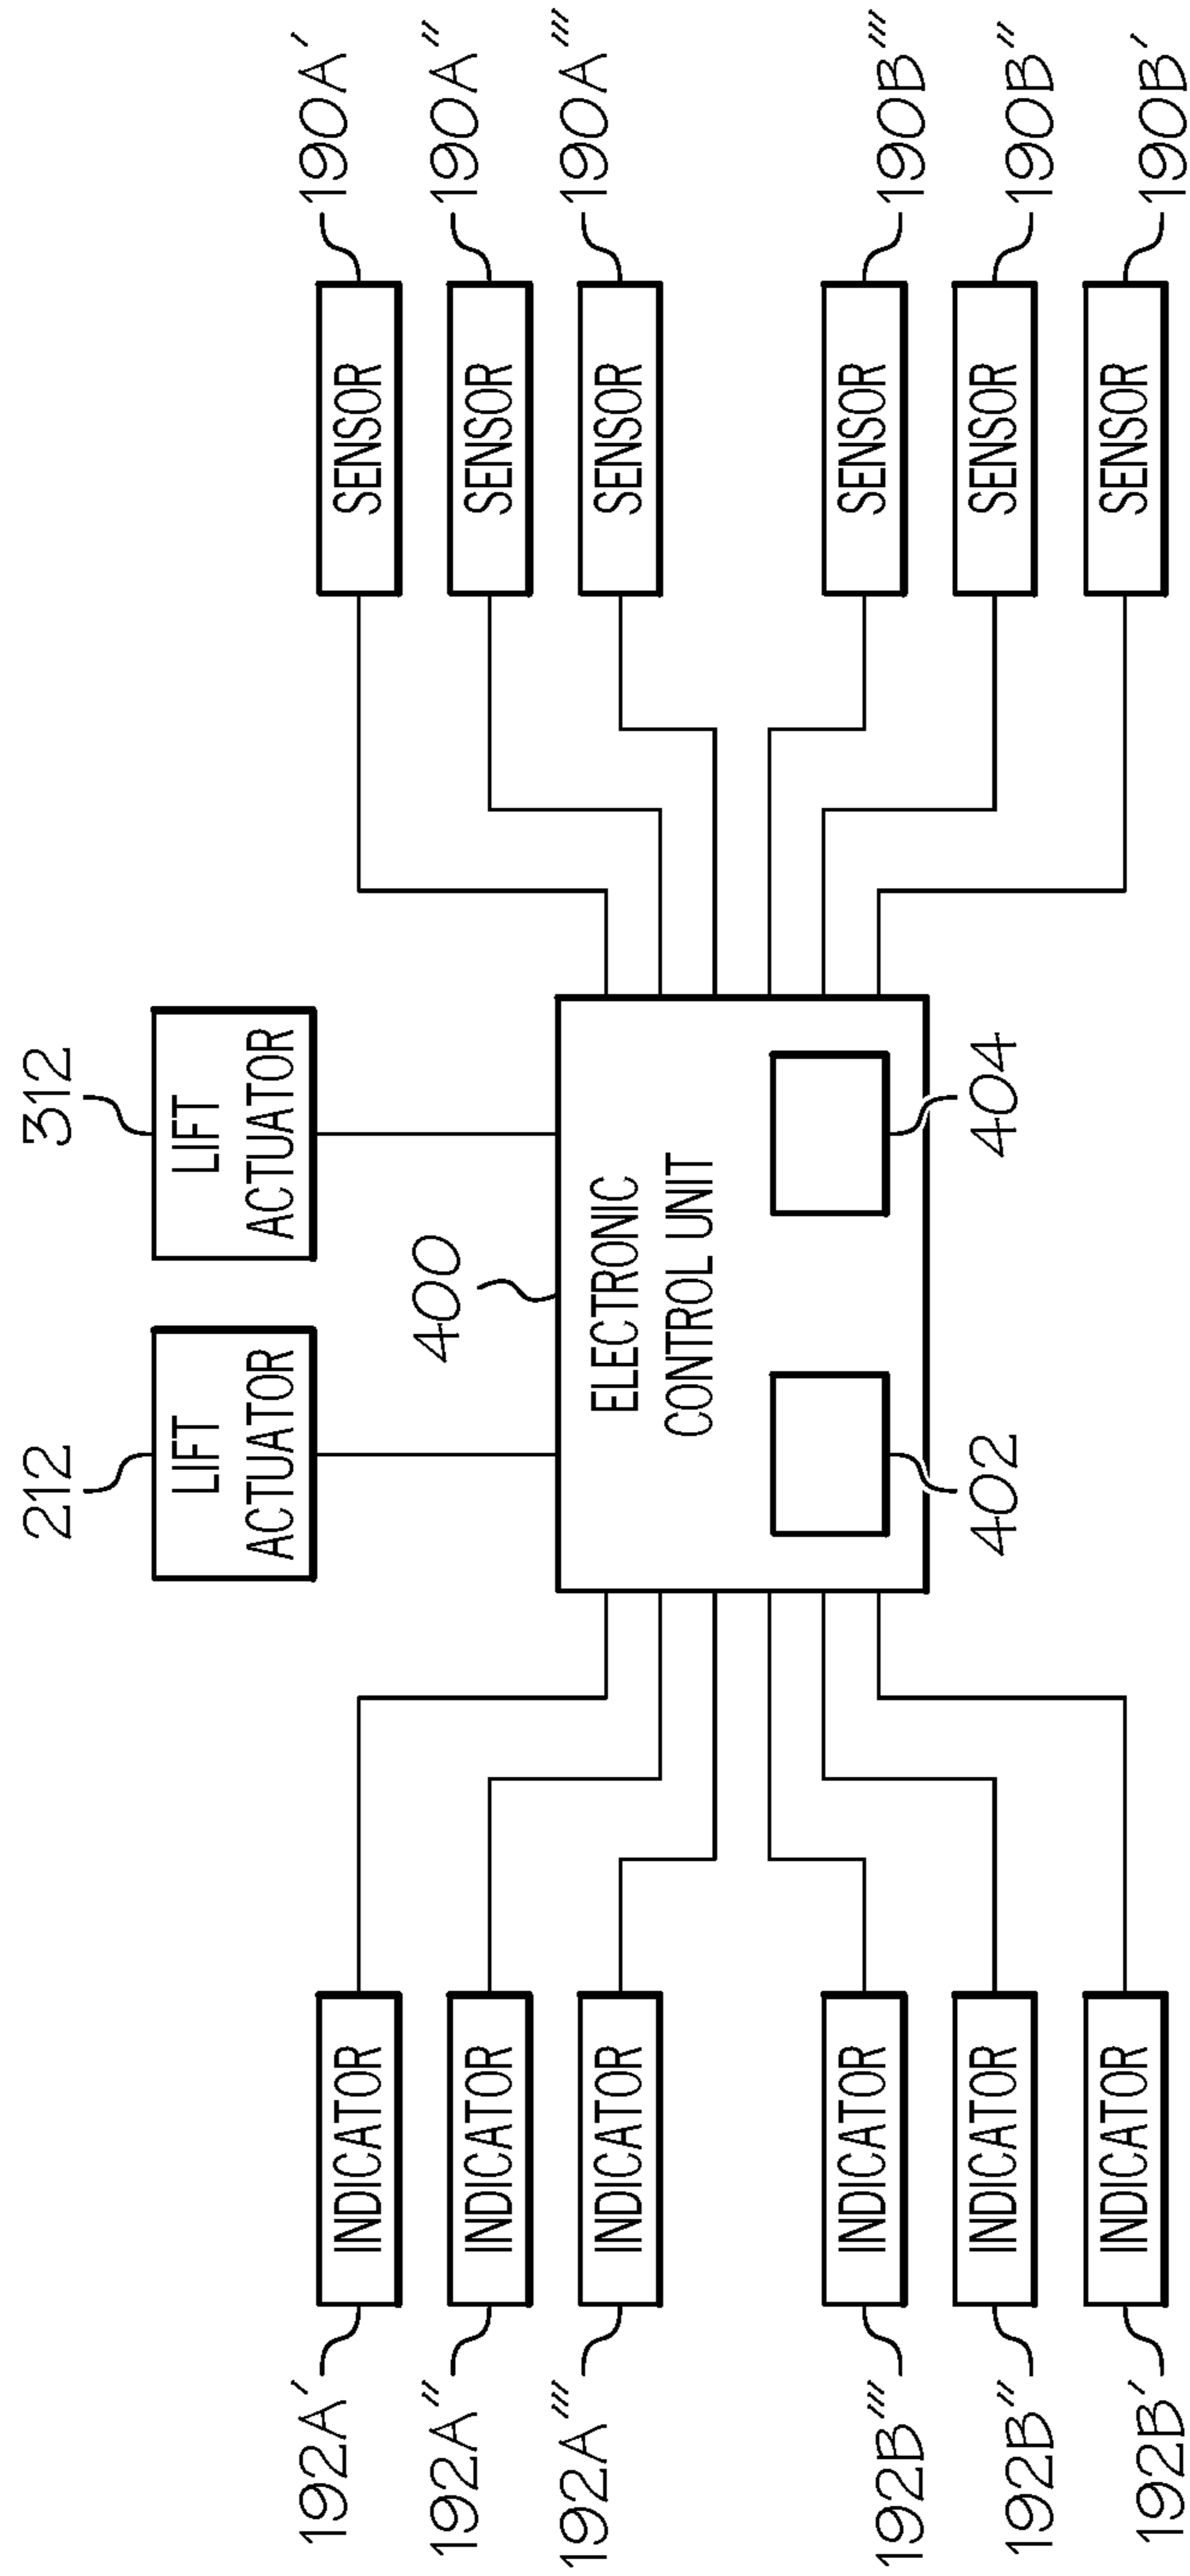 212
312
LIFT
ACTUATOR
LIFT
ACTUATOR
192A′
INDICATOR
SENSOR
190A′
400
192A″
INDICATOR
SENSOR
190A″
ELECTRONIC
CONTROL UNIT
192A‴
INDICATOR
SENSOR
190A‴
192B‴
INDICATOR
SENSOR
190B‴
402
404
192B″
INDICATOR
SENSOR
190B″
192B′
INDICATOR
SENSOR
190B′